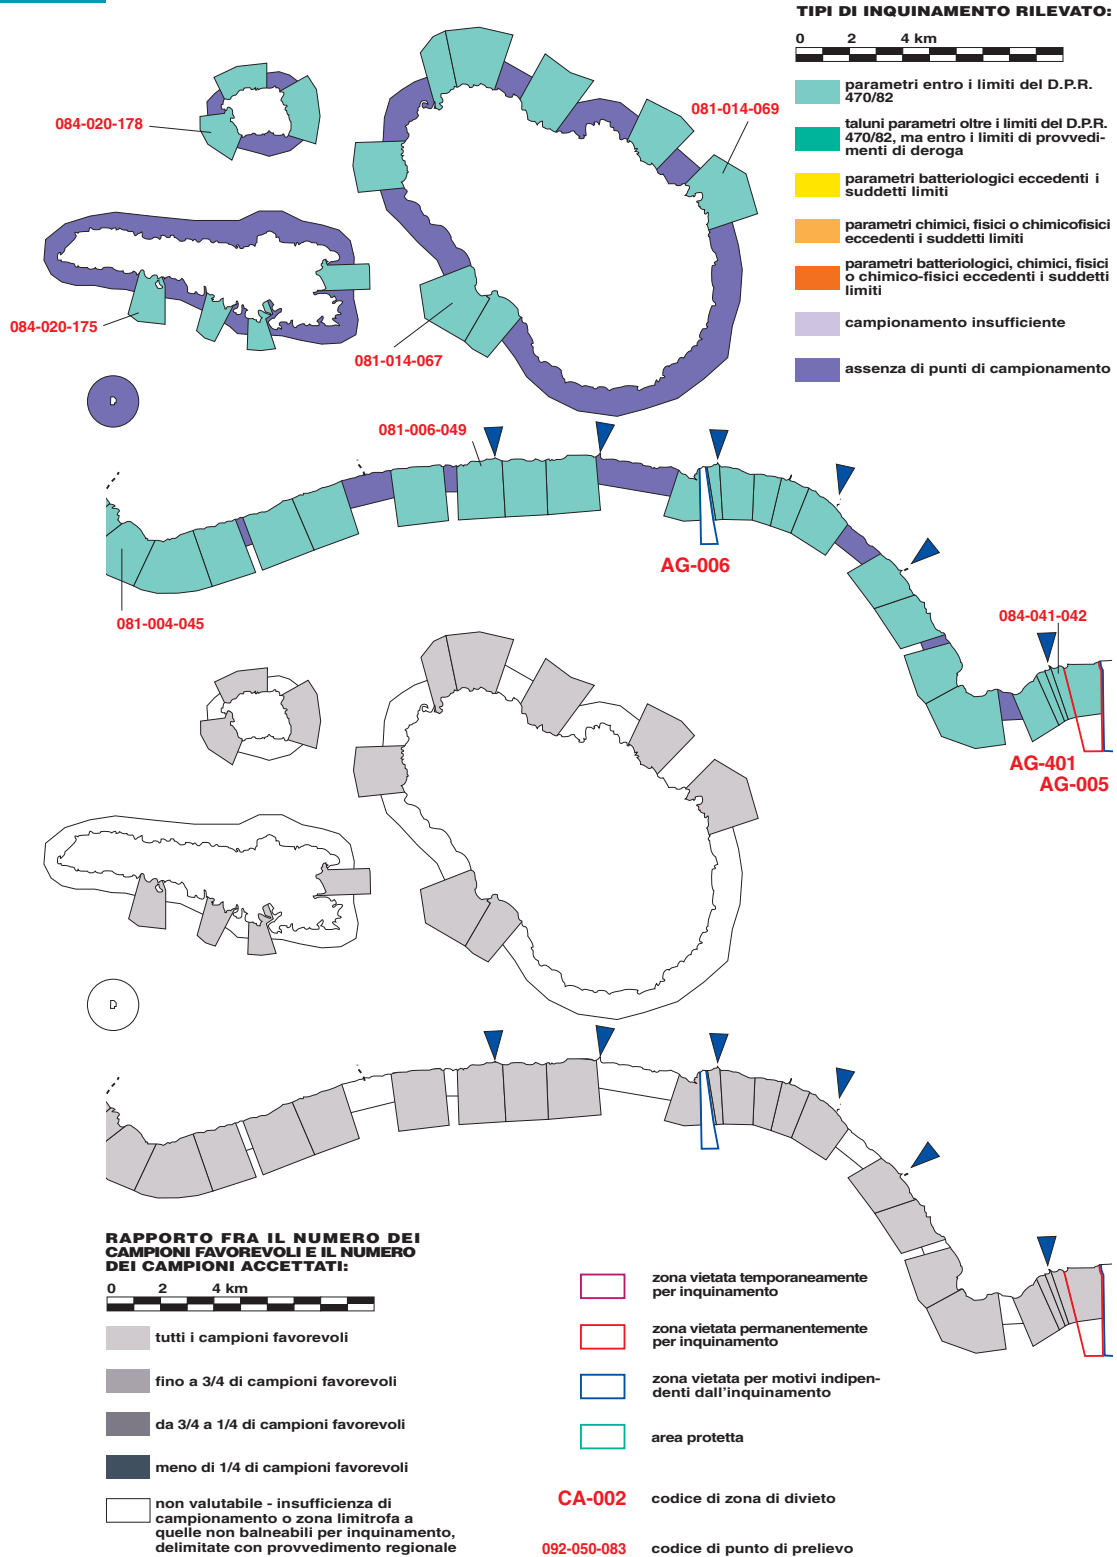 TIPI DI INQUINAMENTO RILEVATO:
0 2 4 km
parametri entro i limiti del D.P.R.
470/82
taluni parametri oltre i limiti del D.P.R.
470/82, ma entro i limiti di provvedi-
menti di deroga
parametri batteriologici eccedenti i
suddetti limiti
parametri chimici, fisici o chimicofisici
eccedenti i suddetti limiti
parametri batteriologici, chimici, fisici
o chimico-fisici eccedenti i suddetti
limiti
campionamento insufficiente
assenza di punti di campionamento
084-020-178
081-014-069
084-020-175
081-014-067
081-006-049
AG-006
081-004-045
084-041-042
AG-401
AG-005
RAPPORTO FRA IL NUMERO DEI
CAMPIONI FAVOREVOLI E IL NUMERO
DEI CAMPIONI ACCETTATI:
0 2 4 km
tutti i campioni favorevoli
fino a 3/4 di campioni favorevoli
da 3/4 a 1/4 di campioni favorevoli
meno di 1/4 di campioni favorevoli
non valutabile - insufficienza di
campionamento o zona limitrofa a
quelle non balneabili per inquinamento,
delimitate con provvedimento regionale
zona vietata temporaneamente
per inquinamento
zona vietata permanentemente
per inquinamento
zona vietata per motivi indipen-
denti dall'inquinamento
area protetta
CA-002 codice di zona di divieto
092-050-083 codice di punto di prelievo